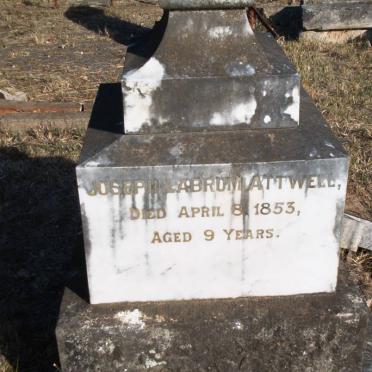 JOSEPH LABRUM ATTWELL,
DIED APRIL 8, 1853,
AGED 9 YEARS.